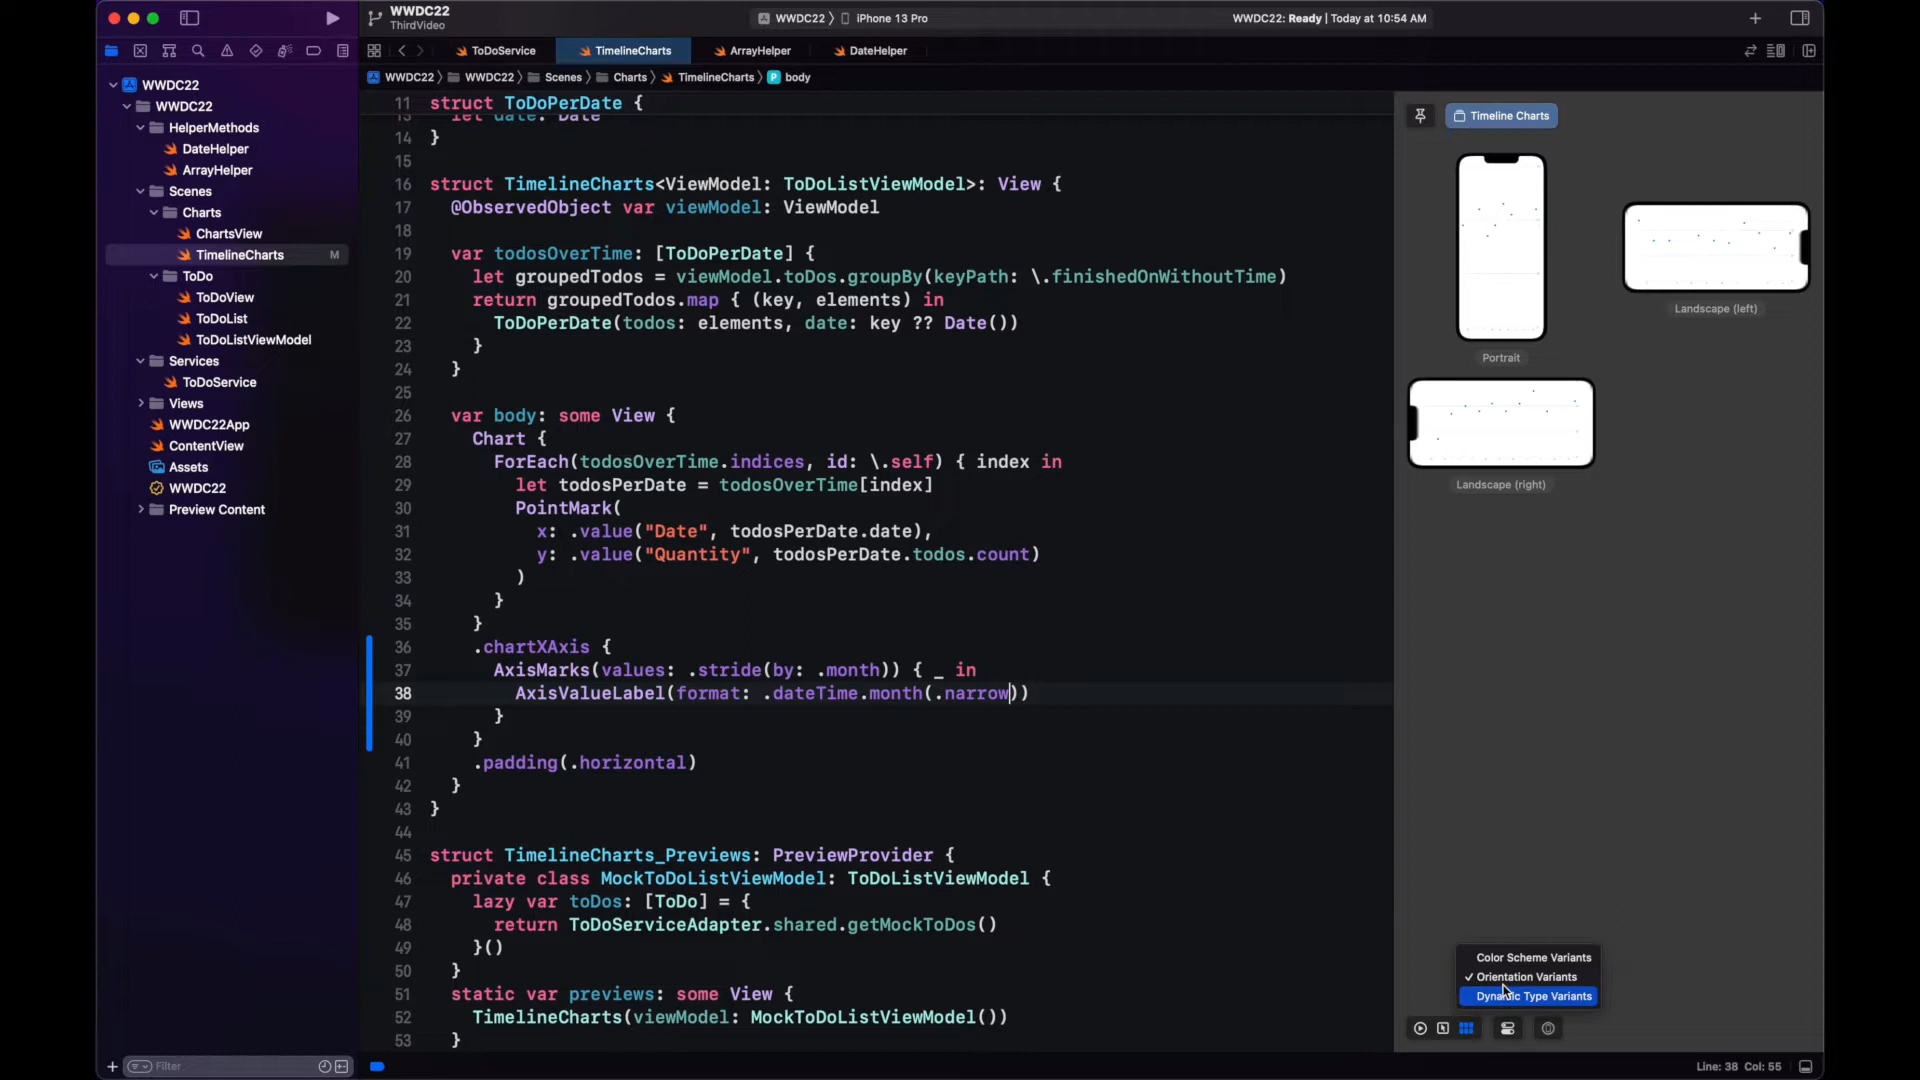 WWDC22
ThirdVideo
WWDC22 〉 iPhone 13 Pro
WWDC22: Ready | Today at 10:54 AM
ToDoService
TimelineCharts
ArrayHelper
DateHelper
WWDC22 〉 WWDC22 〉 Scenes 〉 Charts 〉 TimelineCharts 〉 P body
WWDC22
WWDC22
HelperMethods
DateHelper
ArrayHelper
Scenes
Charts
ChartsView
TimelineCharts M
ToDo
ToDoView
ToDoList
ToDoListViewModel
Services
ToDoService
Views
WWDC22App
ContentView
Assets
WWDC22
Preview Content
Filter
11 struct ToDoPerDate {
13 let date: Date
14 }
15
16 struct TimelineCharts<ViewModel: ToDoListViewModel>: View {
17 @ObservedObject var viewModel: ViewModel
18
19 var todosOverTime: [ToDoPerDate] {
20 let groupedTodos = viewModel.toDos.groupBy(keyPath: \.finishedOnWithoutTime)
21 return groupedTodos.map { (key, elements) in
22 ToDoPerDate(todos: elements, date: key ?? Date())
23 }
24 }
25
26 var body: some View {
27 Chart {
28 ForEach(todosOverTime.indices, id: \.self) { index in
29 let todosPerDate = todosOverTime[index]
30 PointMark(
31 x: .value("Date", todosPerDate.date),
32 y: .value("Quantity", todosPerDate.todos.count)
33 )
34 }
35 }
36 .chartXAxis {
37 AxisMarks(values: .stride(by: .month)) { _ in
38 AxisValueLabel(format: .dateTime.month(.narrow))
39 }
40 }
41 .padding(.horizontal)
42 }
43 }
44
45 struct TimelineCharts_Previews: PreviewProvider {
46 private class MockToDoListViewModel: ToDoListViewModel {
47 lazy var toDos: [ToDo] = {
48 return ToDoServiceAdapter.shared.getMockToDos()
49 }()
50 }
51 static var previews: some View {
52 TimelineCharts(viewModel: MockToDoListViewModel())
53 }
Timeline Charts
Portrait
Landscape (left)
Landscape (right)
Color Scheme Variants
✓ Orientation Variants
Dynamic Type Variants
Line: 38 Col: 55